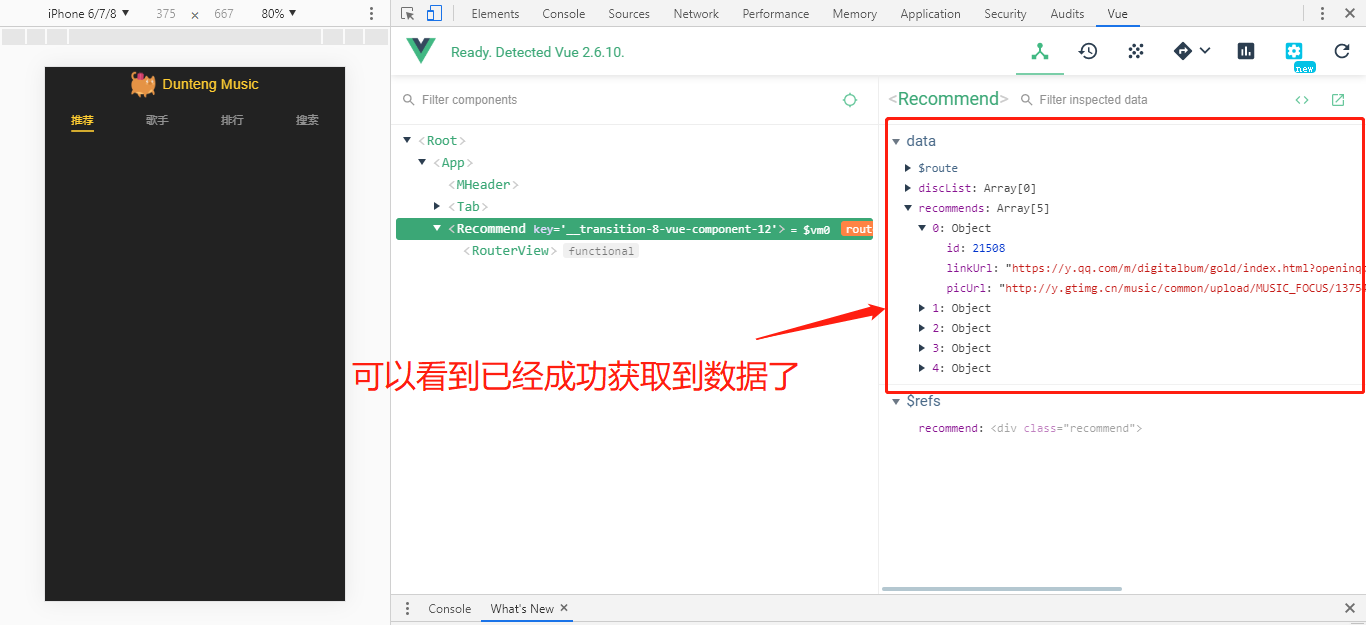 iPhone 6/7/8 ▼ 375 × 667 80% ▼
Elements Console Sources Network Performance Memory Application Security Audits Vue
Ready. Detected Vue 2.6.10.
new
Dunteng Music
推荐 歌手 排行 搜索
Filter components
<Root>
<App>
<MHeader>
<Tab>
<Recommend key='__transition-8-vue-component-12'> = $vm0 rout
<RouterView> functional
<Recommend> Filter inspected data
data
$route
discList: Array[0]
recommends: Array[5]
0: Object
id: 21508
linkUrl: "https://y.qq.com/m/digitalbum/gold/index.html?openinq
picUrl: "http://y.gtimg.cn/music/common/upload/MUSIC_FOCUS/1375
1: Object
2: Object
3: Object
4: Object
$refs
recommend: <div class="recommend">
可以看到已经成功获取到数据了
Console What's New ×